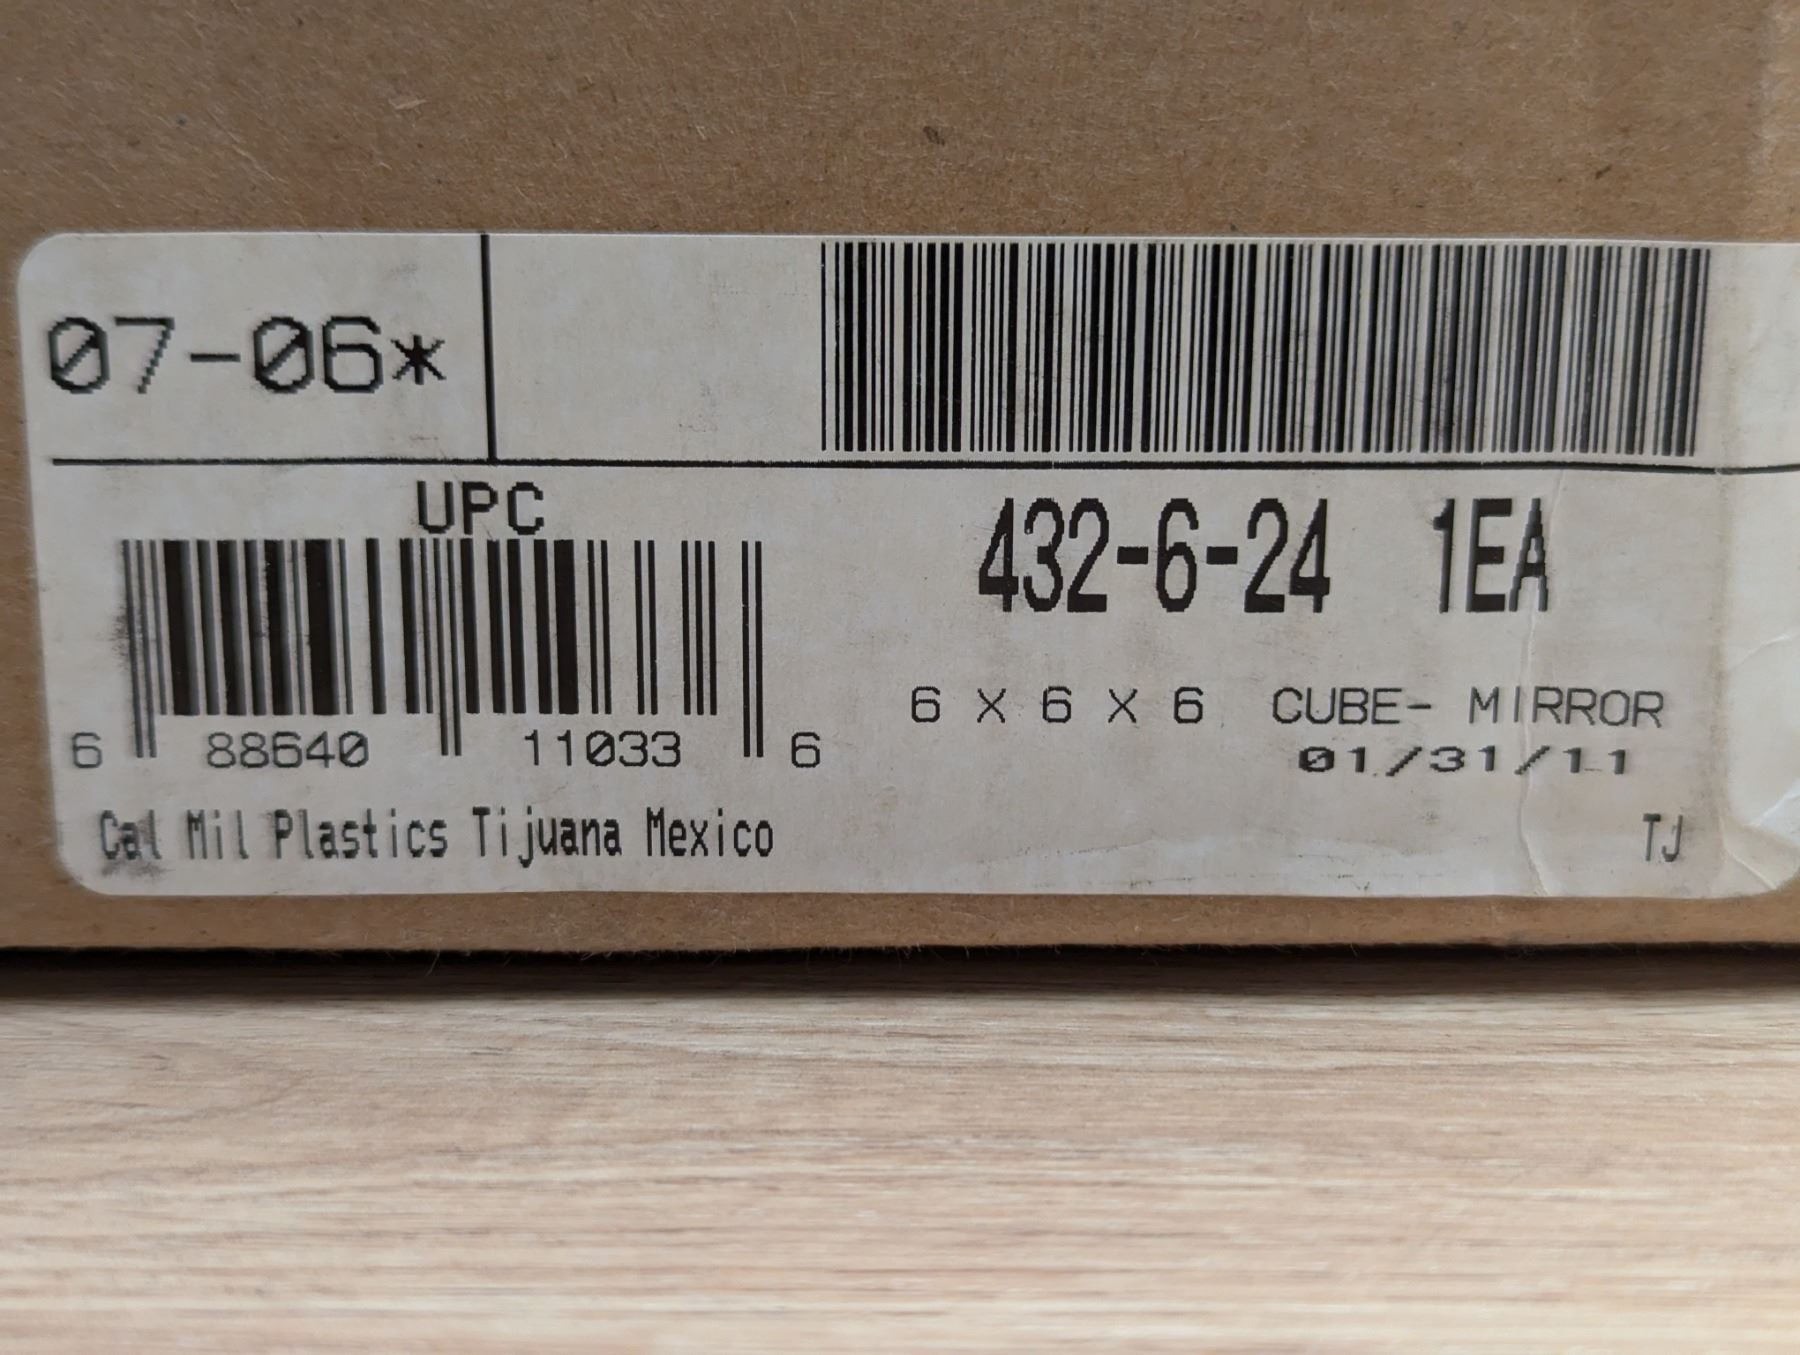 07-06*
UPC
432-6-24 1EA
6 X 6 X 6 CUBE- MIRROR
01/31/11
6 88640 11033 6
Cal Mil Plastics Tijuana Mexico
TJ